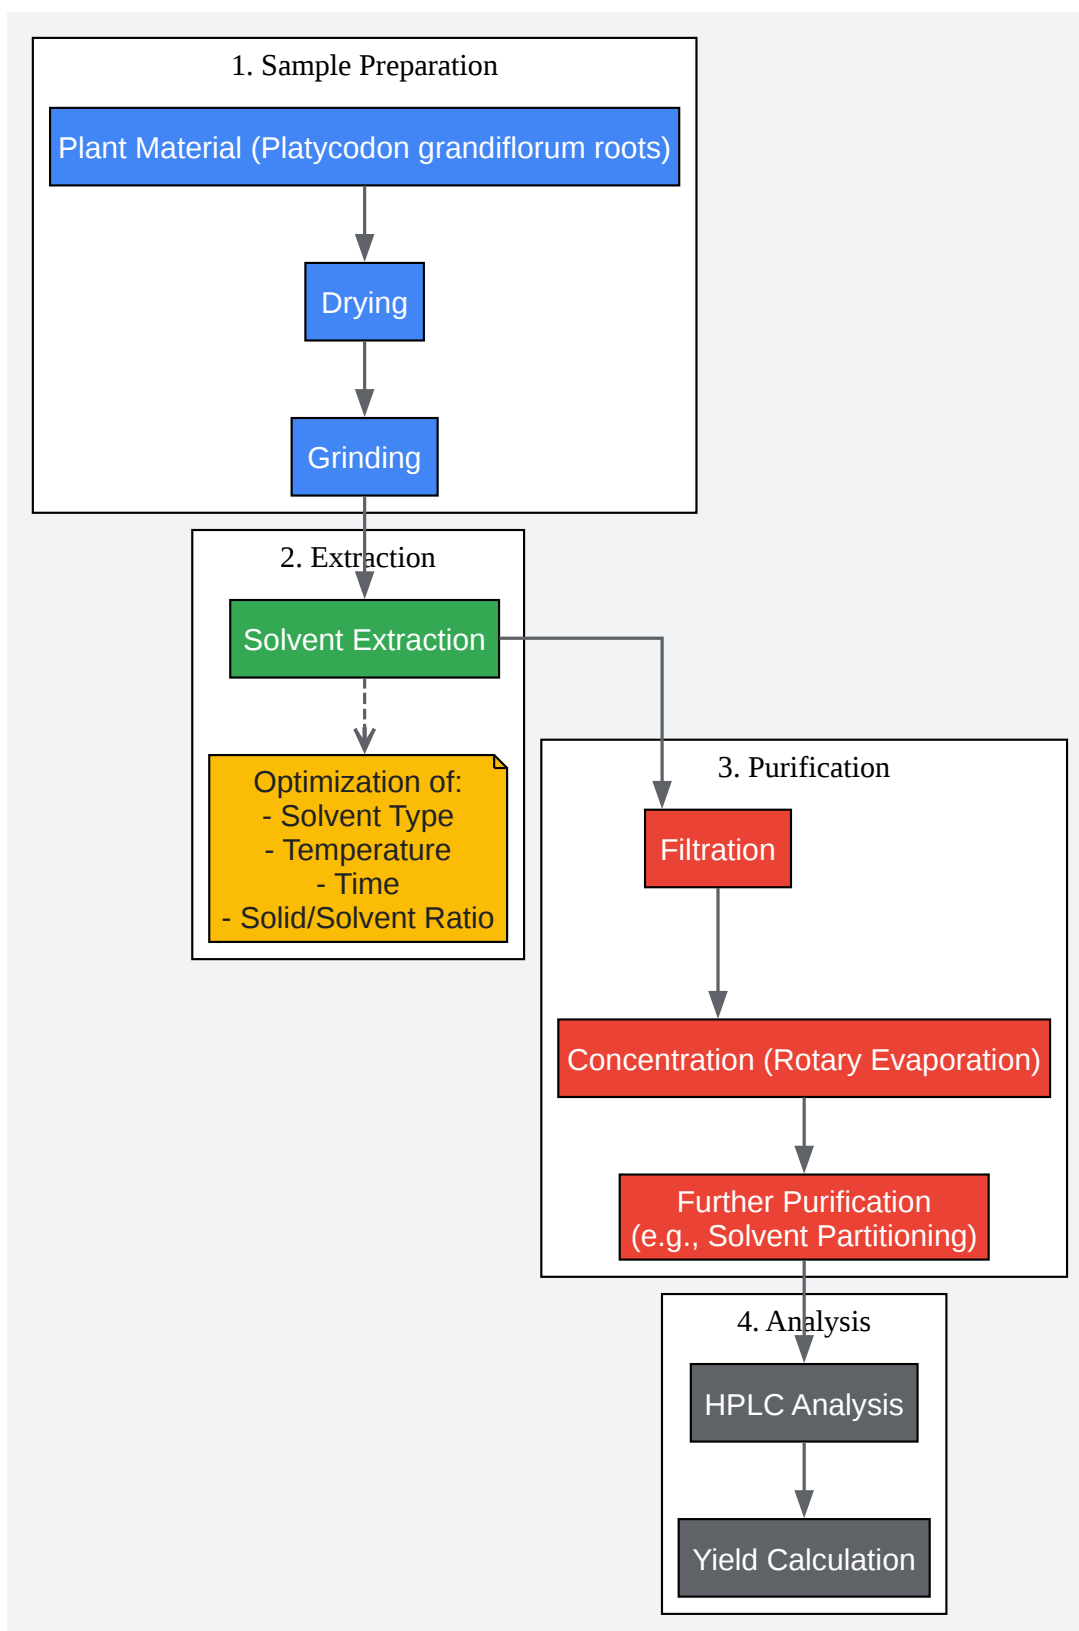 1. Sample Preparation
Plant Material (Platycodon grandiflorum roots)
Drying
Grinding
2. Extraction
Solvent Extraction
Optimization of:
- Solvent Type
- Temperature
- Time
- Solid/Solvent Ratio
3. Purification
Filtration
Concentration (Rotary Evaporation)
Further Purification
(e.g., Solvent Partitioning)
4. Analysis
HPLC Analysis
Yield Calculation